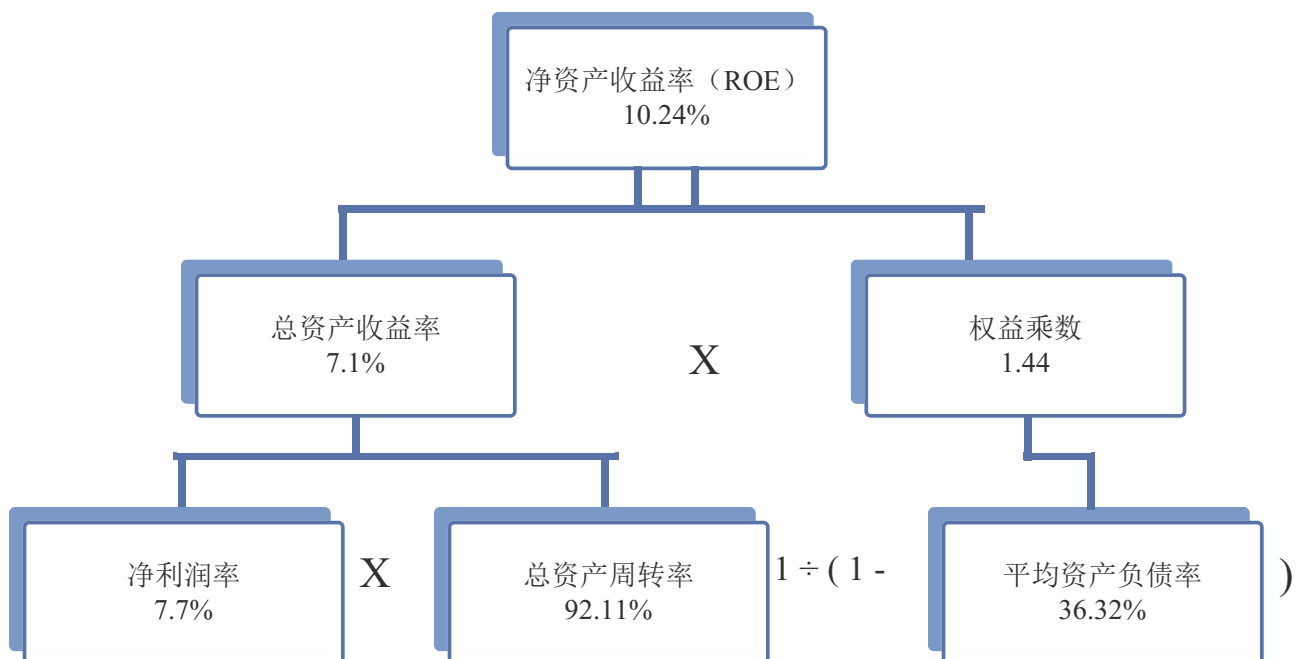 净资产收益率（ROE）
10.24%
总资产收益率
7.1%
X
权益乘数
1.44
净利润率
7.7%
X
总资产周转率
92.11%
1 ÷ ( 1 -
平均资产负债率
36.32%
)